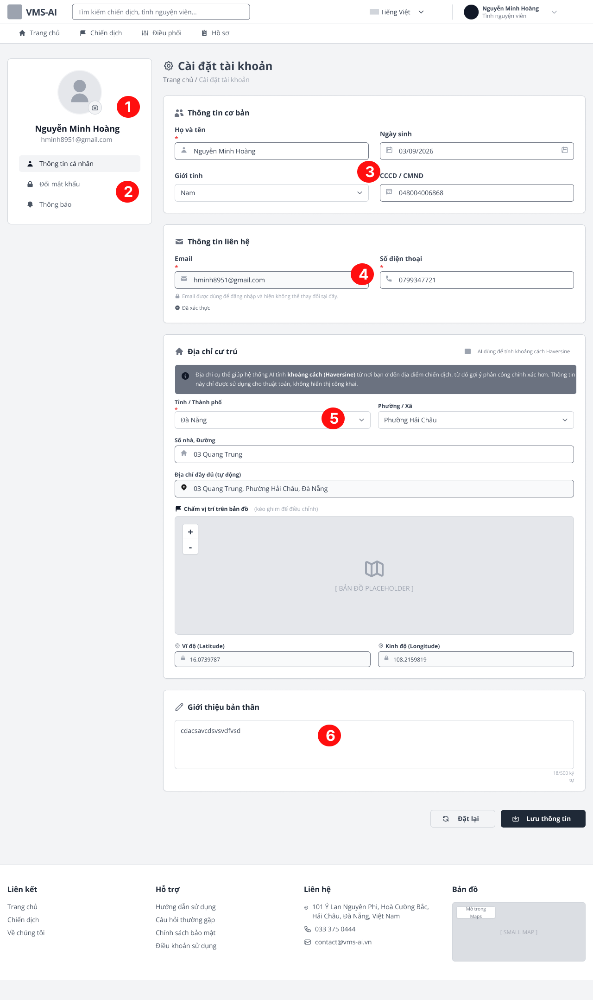 VMS-AI
Tìm kiếm chiến dịch, tình nguyện viên...
Tiếng Việt
Nguyễn Minh Hoàng
Tình nguyện viên
Trang chủ
Chiến dịch
Điều phối
Hồ sơ
1
Nguyễn Minh Hoàng
hminh8951@gmail.com
Thông tin cá nhân
Đổi mật khẩu
2
Thông báo
Cài đặt tài khoản
Trang chủ / Cài đặt tài khoản
Thông tin cơ bản
Họ và tên
*
Nguyễn Minh Hoàng
Ngày sinh
03/09/2026
3
Giới tính
Nam
CCCD / CMND
048004006868
Thông tin liên hệ
Email
*
hminh8951@gmail.com
4
Email được dùng để đăng nhập và hiện không thể thay đổi tại đây.
Đã xác thực
Số điện thoại
*
0799347721
Địa chỉ cư trú
AI dùng để tính khoảng cách Haversine
Địa chỉ cụ thể giúp hệ thống AI tính khoảng cách (Haversine) từ nơi bạn ở đến địa điểm chiến dịch, từ đó gợi ý phân công chính xác hơn. Thông tin
này chỉ được sử dụng cho thuật toán, không hiển thị công khai.
Tỉnh / Thành phố
*
Đà Nẵng
5
Phường / Xã
Phường Hải Châu
Số nhà, Đường
03 Quang Trung
Địa chỉ đầy đủ (tự động)
03 Quang Trung, Phường Hải Châu, Đà Nẵng
Chấm vị trí trên bản đồ (kéo ghim để điều chỉnh)
+
-
[ BẢN ĐỒ PLACEHOLDER ]
Vĩ độ (Latitude)
16.0739787
Kinh độ (Longitude)
108.2159819
Giới thiệu bản thân
cdacsavcdsvsvdfvsd
6
18/500 ký
tự
Đặt lại
Lưu thông tin
Liên kết
Trang chủ
Chiến dịch
Về chúng tôi
Hỗ trợ
Hướng dẫn sử dụng
Câu hỏi thường gặp
Chính sách bảo mật
Điều khoản sử dụng
Liên hệ
101 Ỷ Lan Nguyên Phi, Hoà Cường Bắc,
Hải Châu, Đà Nẵng, Việt Nam
033 375 0444
contact@vms-ai.vn
Bản đồ
Mở trong
Maps
[ SMALL MAP ]